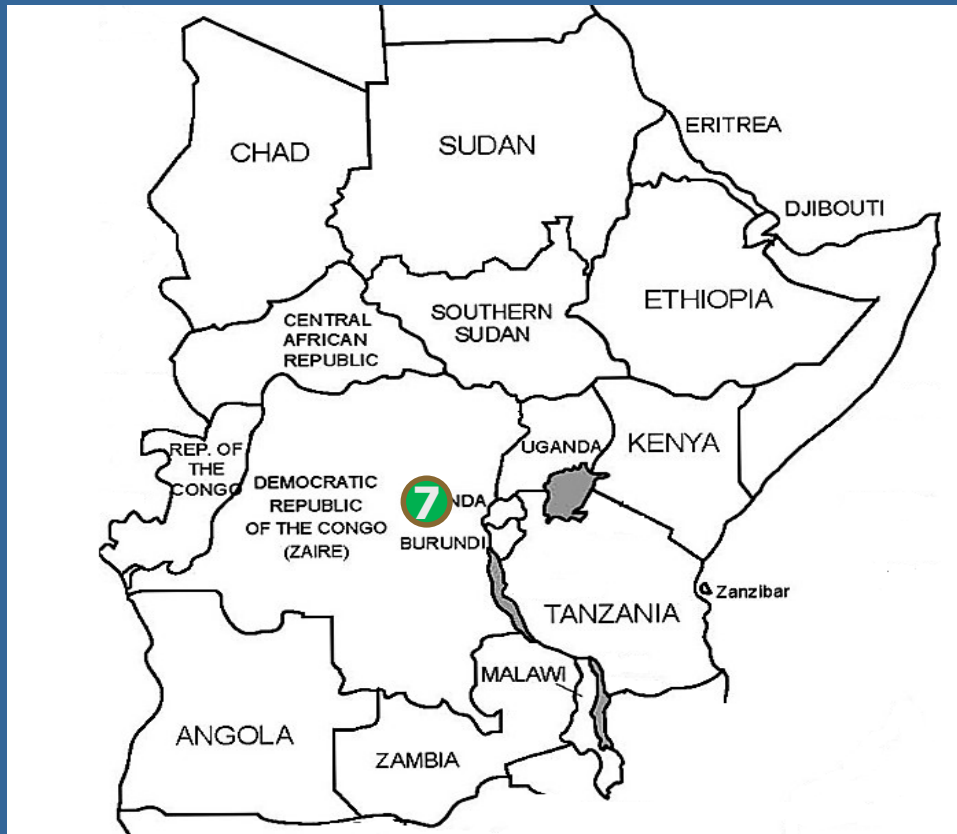 CHAD
SUDAN
ERITREA
DJIBOUTI
ETHIOPIA
CENTRAL
AFRICAN
REPUBLIC
SOUTHERN
SUDAN
REP. OF
THE
CONGO
UGANDA
KENYA
DEMOCRATIC
REPUBLIC
OF THE CONGO
(ZAIRE)
7
NDA
BURUNDI
TANZANIA
Zanzibar
MALAWI
ANGOLA
ZAMBIA